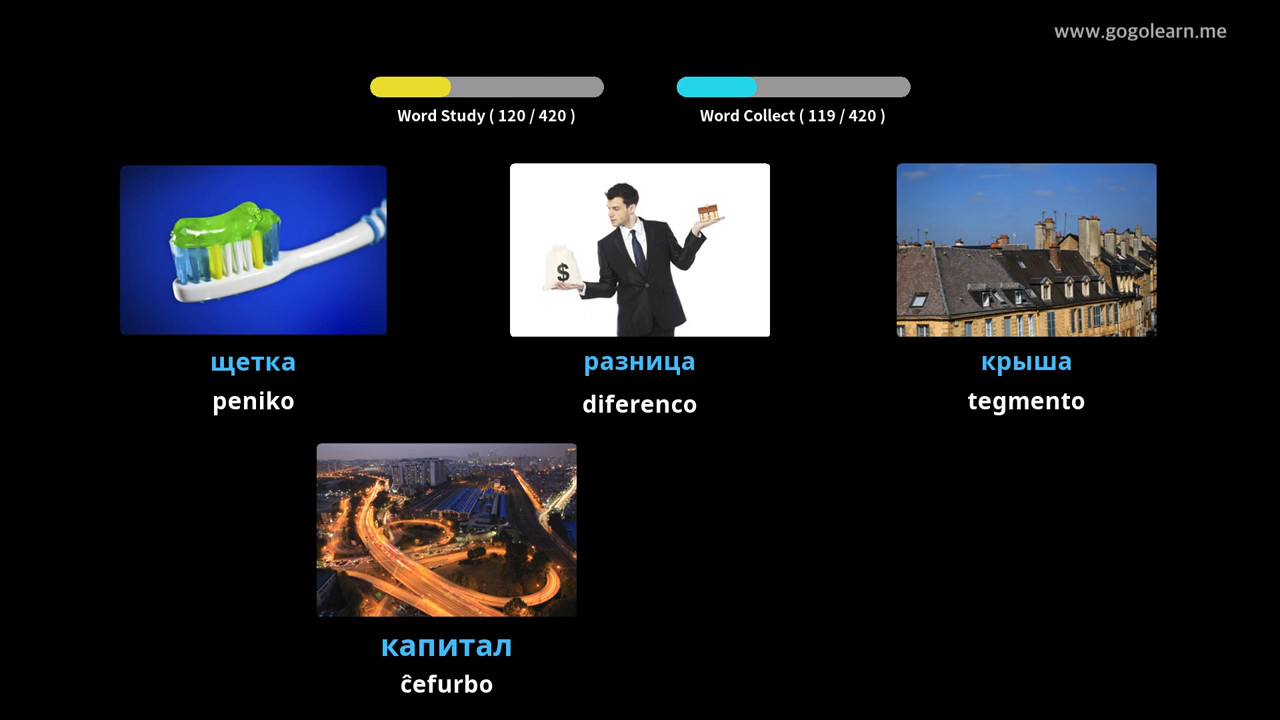 www.gogolearn.me
Word Study ( 120 / 420 )
Word Collect ( 119 / 420 )
$
щетка
peniko
разница
diferenco
крыша
tegmento
капитал
ĉefurbo